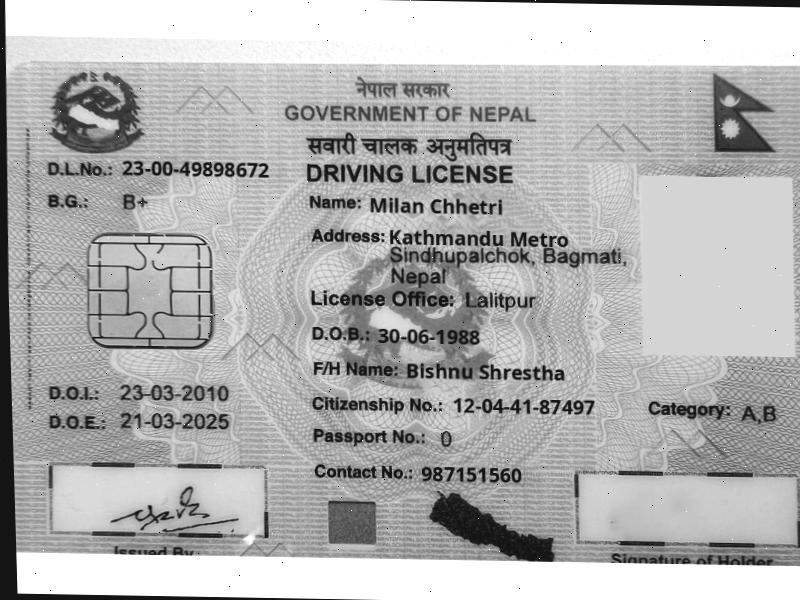 नेपाल सरकार
GOVERNMENT OF NEPAL
सवारी चालक अनुमतिपत्र
DRIVING LICENSE
D.L.No.: 23-00-49898672
B.G.: B+
Name: Milan Chhetri
Address: Kathmandu Metro
Sindhupalchok, Bagmati,
Nepal
License Office: Lalitpur
D.O.B.: 30-06-1988
F/H Name: Bishnu Shrestha
D.O.I.: 23-03-2010
D.O.E.: 21-03-2025
Citizenship No.: 12-04-41-87497
Category: A,B
Passport No.: 0
Contact No.: 987151560
Issued By
Signature of Holder